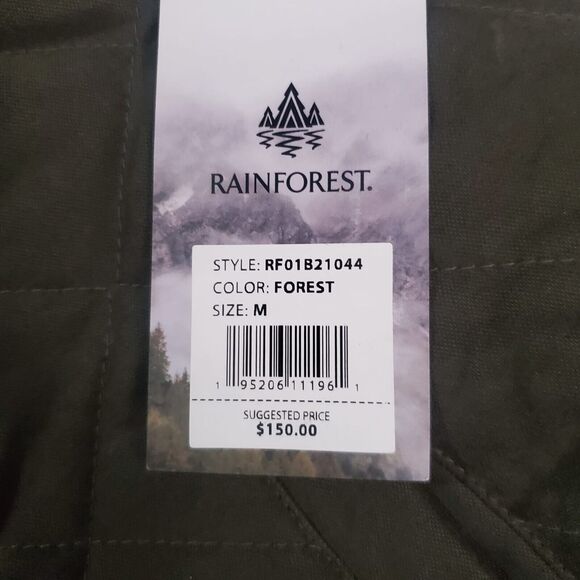 RAINFOREST®
STYLE: RF01B21044
COLOR: FOREST
SIZE: M
1 95206 11196 1
SUGGESTED PRICE
$150.00